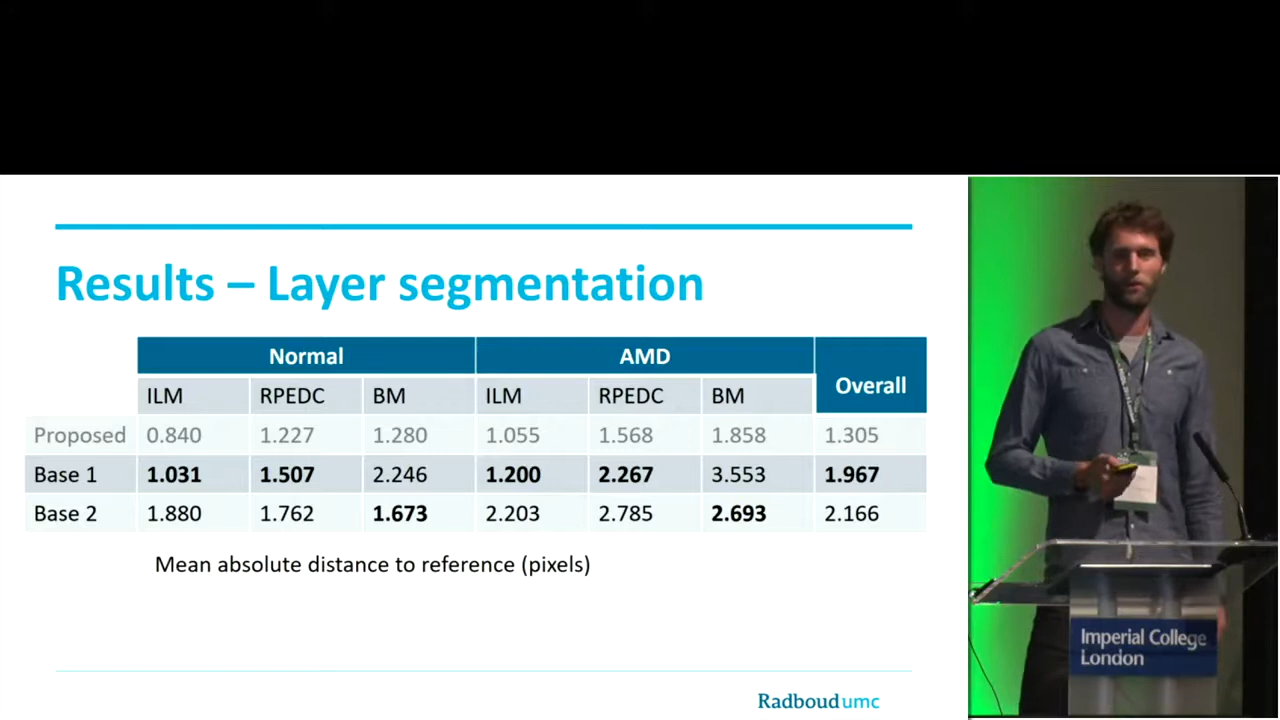 Results – Layer segmentation
Normal AMD Overall
ILM RPEDC BM ILM RPEDC BM
Proposed 0.840 1.227 1.280 1.055 1.568 1.858 1.305
Base 1 1.031 1.507 2.246 1.200 2.267 3.553 1.967
Base 2 1.880 1.762 1.673 2.203 2.785 2.693 2.166
Mean absolute distance to reference (pixels)
Radboudumc
Imperial College
London